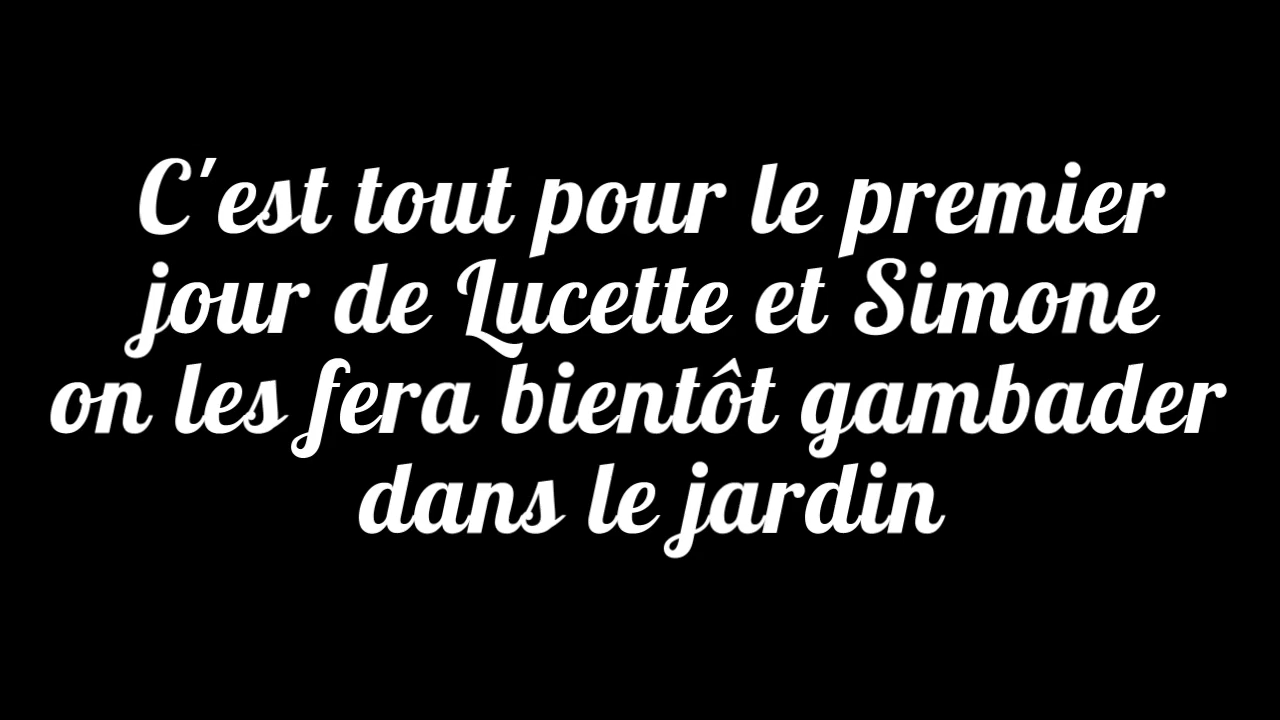 C'est tout pour le premier
jour de Lucette et Simone
on les fera bientôt gambader
dans le jardin